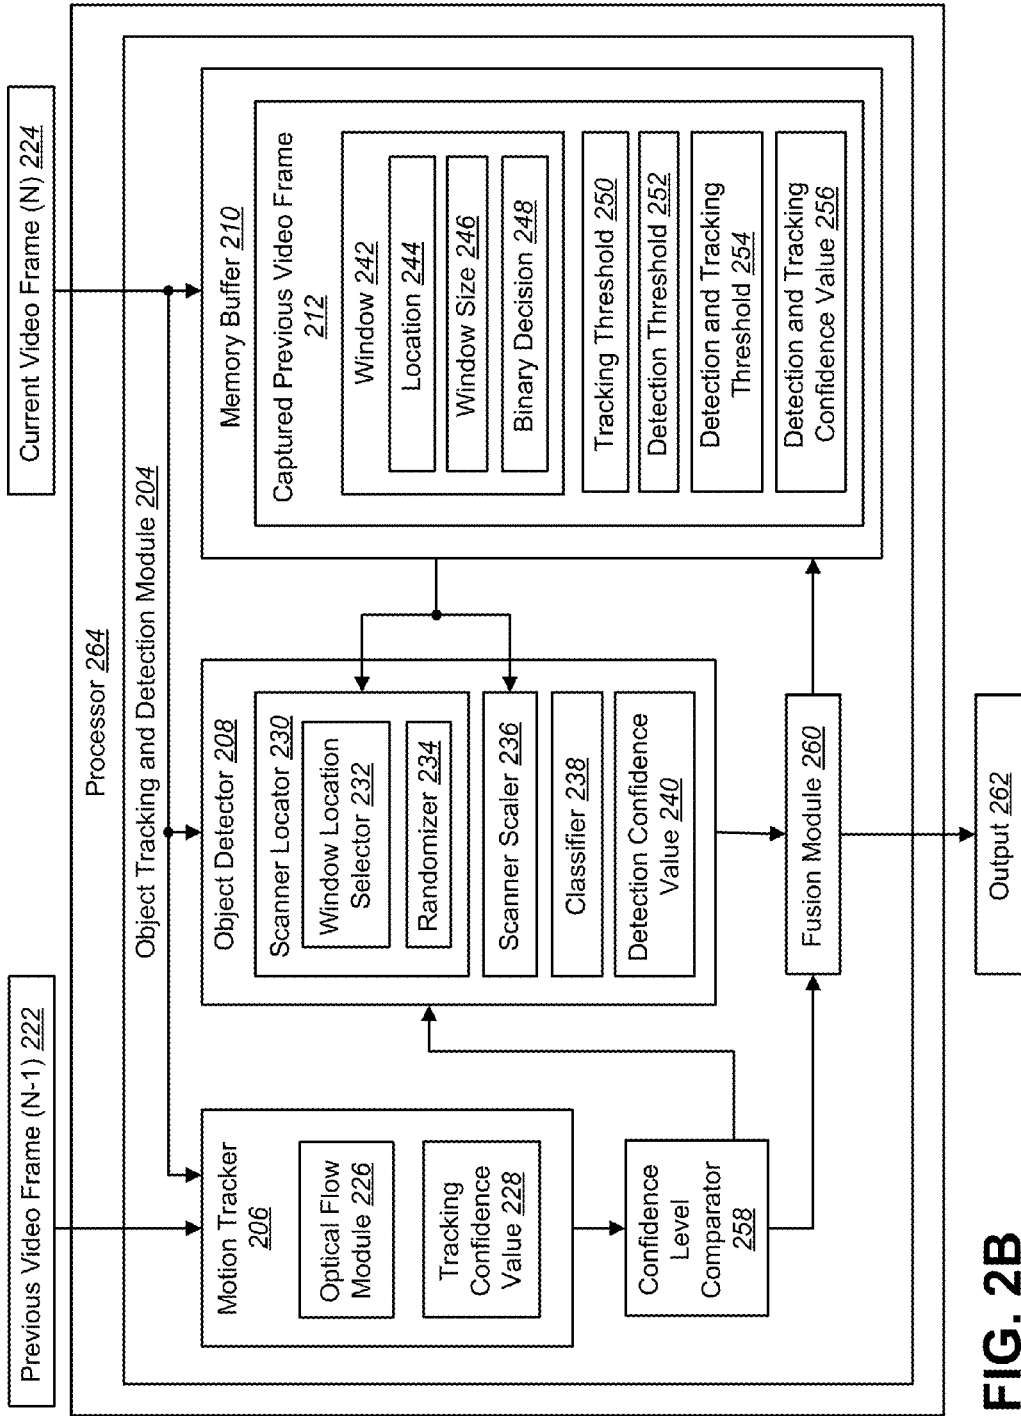 Previous Video Frame (N-1) 222
Current Video Frame (N) 224
Processor 264
Object Tracking and Detection Module 204
Motion Tracker
206
Optical Flow
Module 226
Tracking
Confidence
Value 228
Confidence
Level
Comparator
258
Object Detector 208
Scanner Locator 230
Window Location
Selector 232
Randomizer 234
Scanner Scaler 236
Classifier 238
Detection Confidence
Value 240
Memory Buffer 210
Captured Previous Video Frame
212
Window 242
Location 244
Window Size 246
Binary Decision 248
Tracking Threshold 250
Detection Threshold 252
Detection and Tracking
Threshold 254
Detection and Tracking
Confidence Value 256
Fusion Module 260
Output 262
FIG. 2B